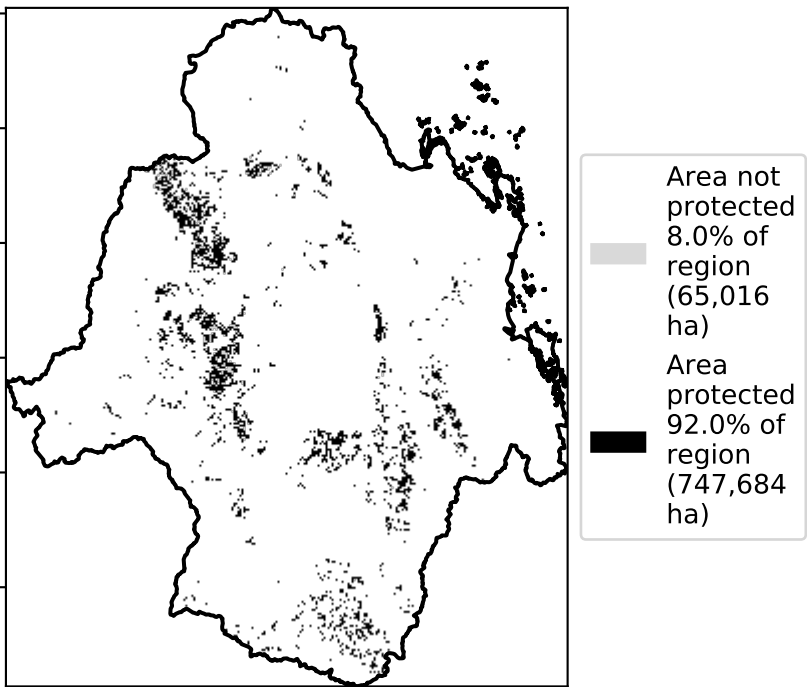 Area not
protected
8.0% of
region
(65,016
ha)
Area
protected
92.0% of
region
(747,684
ha)